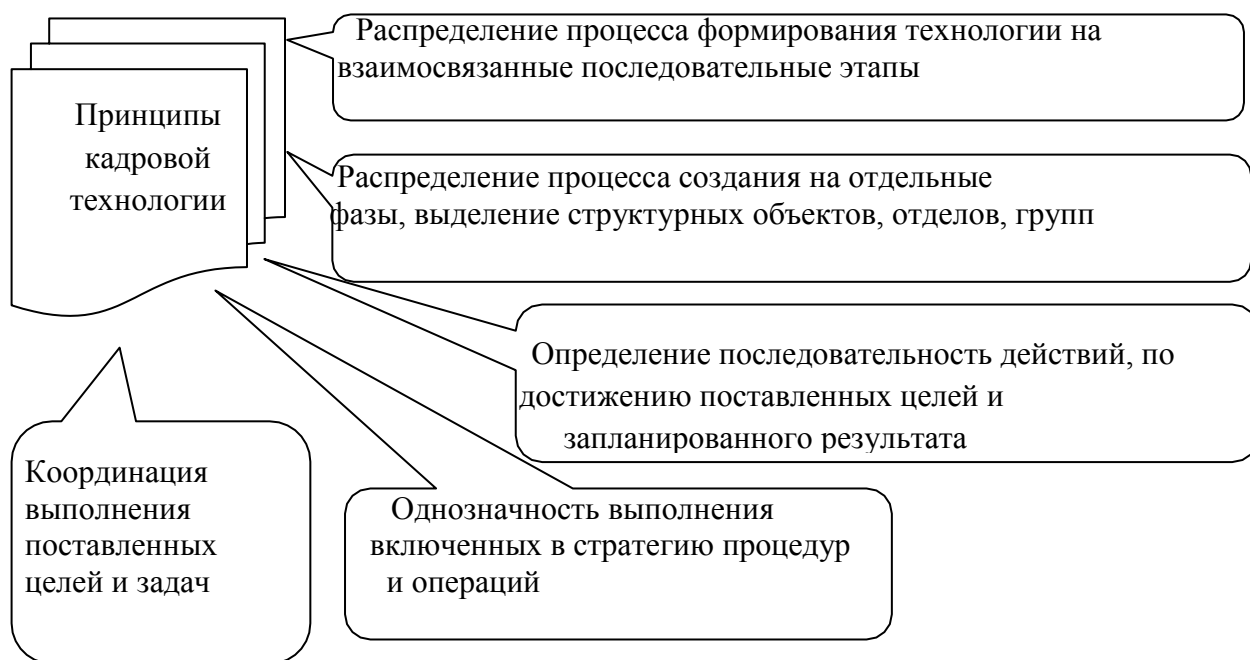 Принципы
кадровой
технологии
Распределение процесса формирования технологии на
взаимосвязанные последовательные этапы
Распределение процесса создания на отдельные
фазы, выделение структурных объектов, отделов, групп
Определение последовательность действий, по
достижению поставленных целей и
запланированного результата
Однозначность выполнения
включенных в стратегию процедур
и операций
Координация
выполнения
поставленных
целей и задач